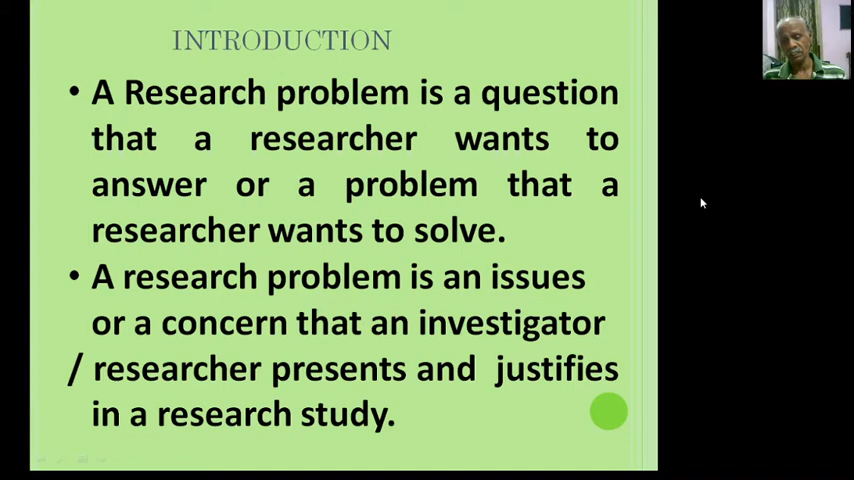 INTRODUCTION
• A Research problem is a question
that a researcher wants to
answer or a problem that a
researcher wants to solve.
• A research problem is an issues
or a concern that an investigator
/ researcher presents and justifies
in a research study.